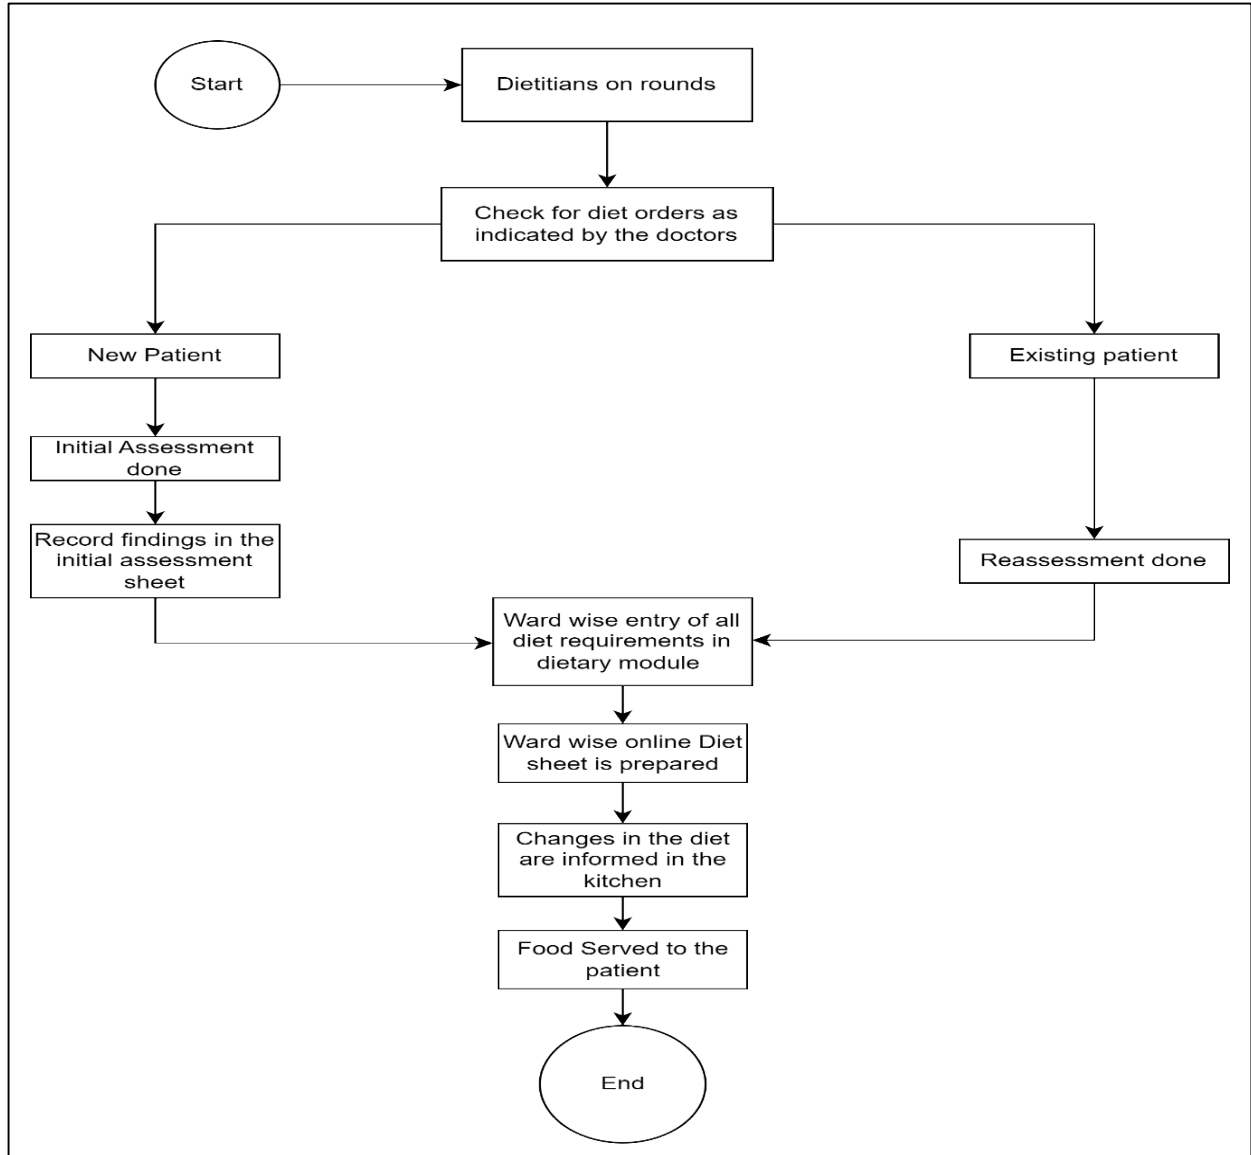 Start
Dietitians on rounds
Check for diet orders as
indicated by the doctors
New Patient
Existing patient
Initial Assessment
done
Record findings in the
initial assessment
sheet
Reassessment done
Ward wise entry of all
diet requirements in
dietary module
Ward wise online Diet
sheet is prepared
Changes in the diet
are informed in the
kitchen
Food Served to the
patient
End